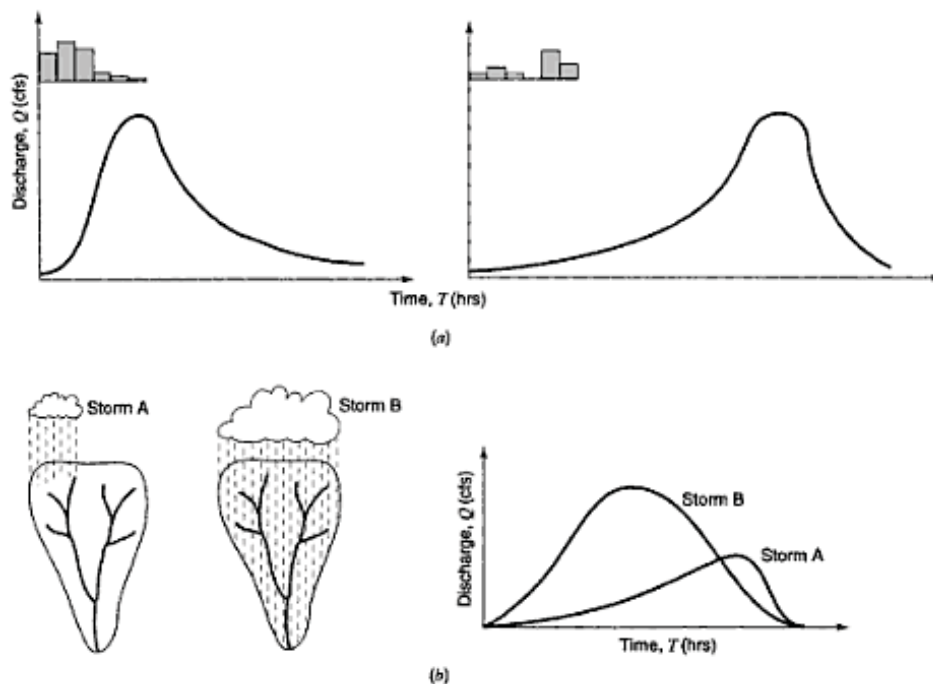 Discharge, Q (cfs)
Time, T (hrs)
(a)
Storm A
Storm B
Discharge, Q (cfs)
Storm B
Storm A
Time, T (hrs)
(b)